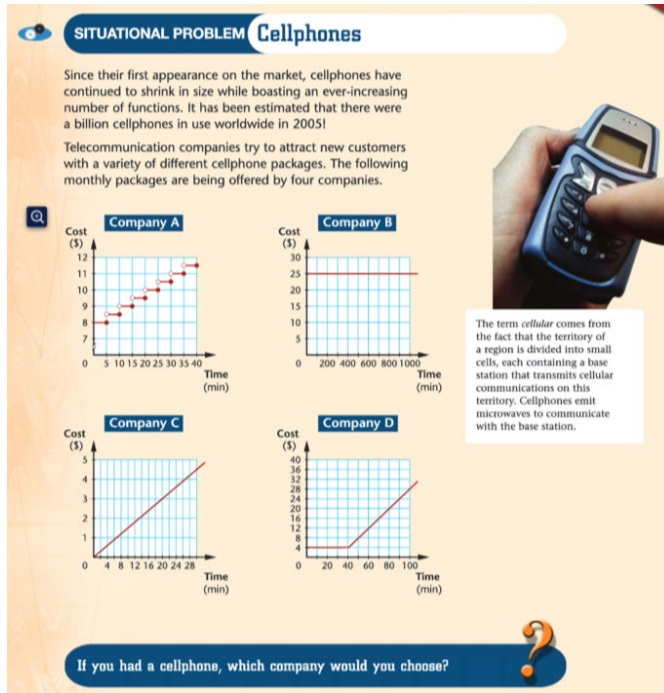 SITUATIONAL PROBLEM Cellphones
Since their first appearance on the market, cellphones have
continued to shrink in size while boasting an ever-increasing
number of functions. It has been estimated that there were
a billion cellphones in use worldwide in 2005!
Telecommunication companies try to attract new customers
with a variety of different cellphone packages. The following
monthly packages are being offered by four companies.
Company A
Cost
($)
12
11
10
9
8
7
0 5 10 15 20 25 30 35 40
Time
(min)
Company B
Cost
($)
30
25
20
15
10
5
0 200 400 600 800 1000
Time
(min)
The term cellular comes from
the fact that the territory of
a region is divided into small
cells, each containing a base
station that transmits cellular
communications on this
territory. Cellphones emit
microwaves to communicate
with the base station.
Company C
Cost
($)
5
4
3
2
1
0 4 8 12 16 20 24 28
Time
(min)
Company D
Cost
($)
40
36
32
28
24
20
16
12
8
4
0 20 40 60 80 100
Time
(min)
If you had a cellphone, which company would you choose?
?